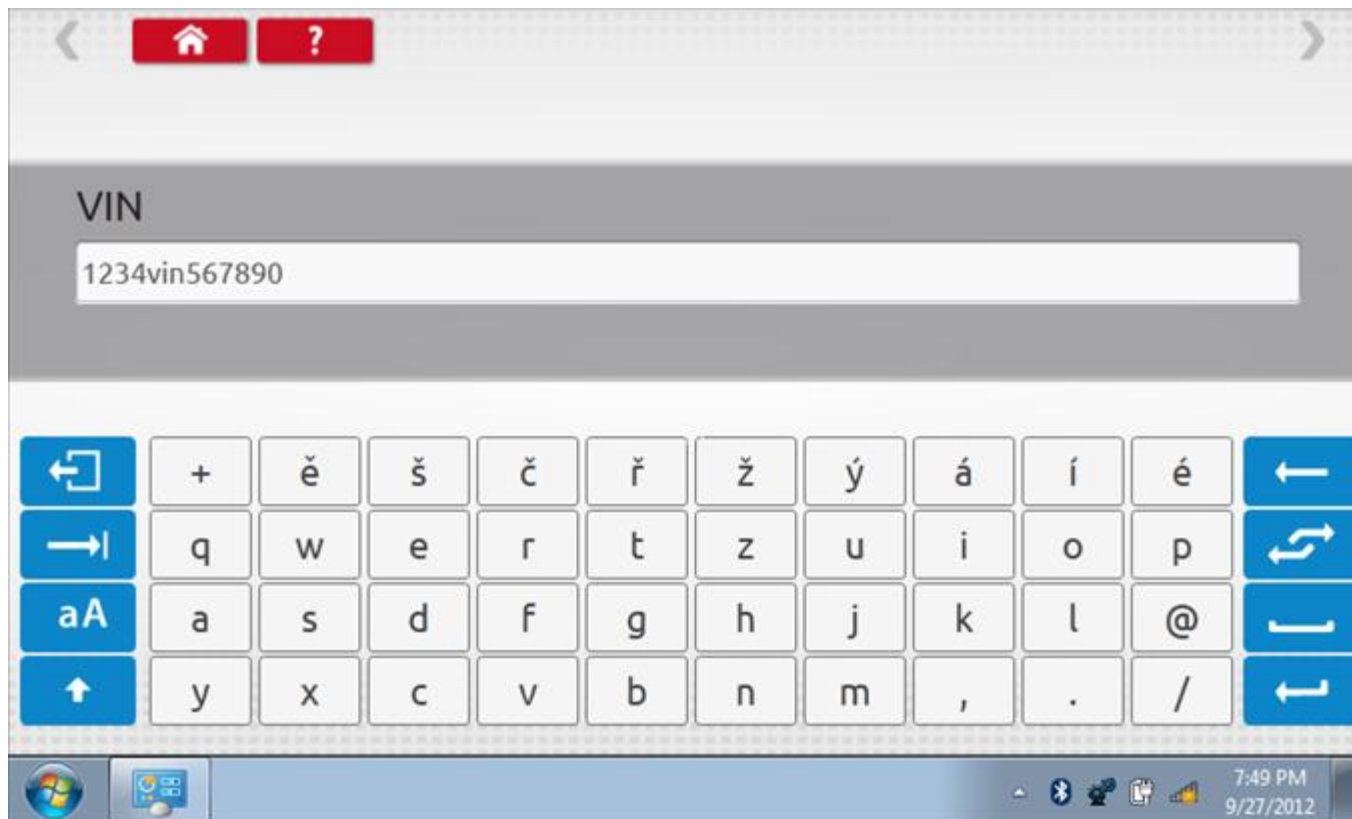 ?
VIN
1234vin567890
+ ě š č ř ž ý á í é
q w e r t z u i o p
aA a s d f g h j k l @
y x c v b n m , . /
7:49 PM
9/27/2012